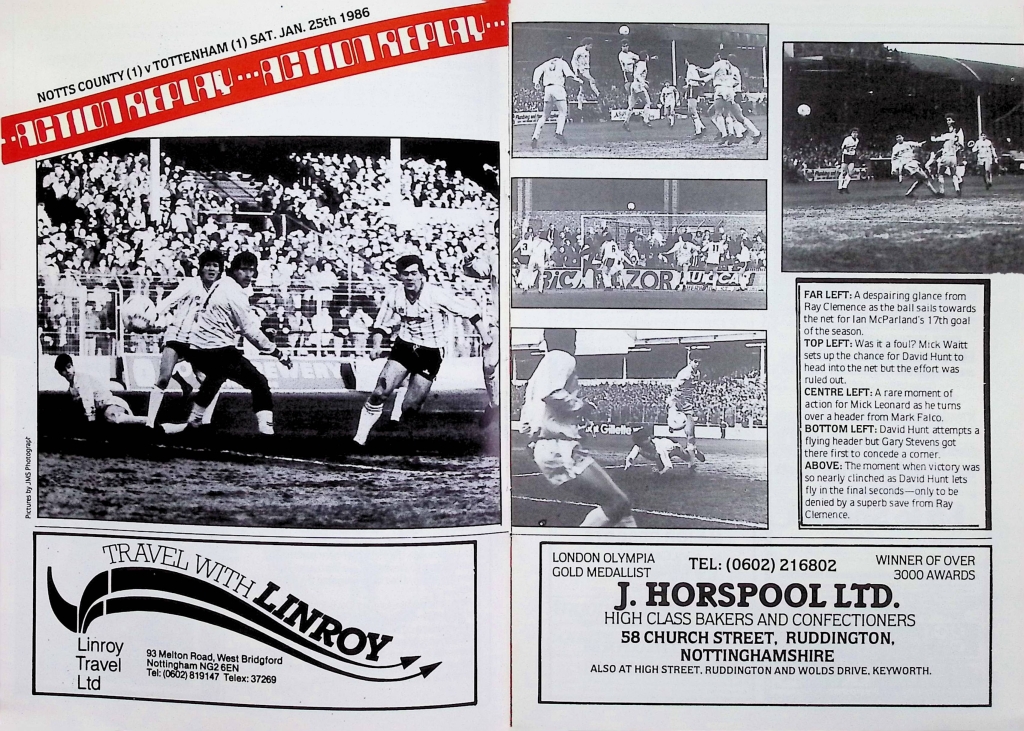 NOTTS COUNTY (1) v TOTTENHAM (1) SAT. JAN. 25th 1986
··ACTION REPLAY···ACTION REPLAY···
Pictures by JMS Photograpt
TRAVEL WITH LINROY
Linroy
Travel
Ltd
93 Melton Road, West Bridgford
Nottingham NG2 6EN
Tel: (0602) 819147 Telex: 37269
Gillette
FAR LEFT: A despairing glance from
Ray Clemence as the ball sails towards
the net for Ian McParland's 17th goal
of the season.
TOP LEFT: Was it a foul? Mick Waitt
sets up the chance for David Hunt to
head into the net but the effort was
ruled out.
CENTRE LEFT: A rare moment of
action for Mick Leonard as he turns
over a header from Mark Falco.
BOTTOM LEFT: David Hunt attempts a
flying header but Gary Stevens got
there first to concede a corner.
ABOVE: The moment when victory was
so nearly clinched as David Hunt lets
fly in the final seconds—only to be
denied by a superb save from Ray
Clemence.
LONDON OLYMPIA
GOLD MEDALLIST
TEL: (0602) 216802
WINNER OF OVER
3000 AWARDS
J. HORSPOOL LTD.
HIGH CLASS BAKERS AND CONFECTIONERS
58 CHURCH STREET, RUDDINGTON,
NOTTINGHAMSHIRE
ALSO AT HIGH STREET, RUDDINGTON AND WOLDS DRIVE, KEYWORTH.